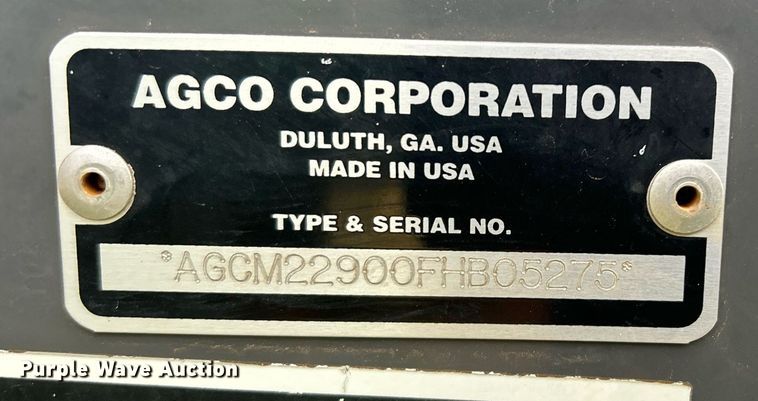 AGCO CORPORATION
DULUTH, GA. USA
MADE IN USA
TYPE & SERIAL NO.
*AGCM22900FHB05275*
Purple Wave Auction